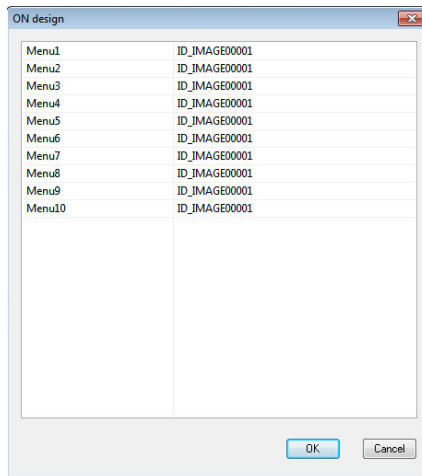 ON design
Menu1 ID_IMAGE00001
Menu2 ID_IMAGE00001
Menu3 ID_IMAGE00001
Menu4 ID_IMAGE00001
Menu5 ID_IMAGE00001
Menu6 ID_IMAGE00001
Menu7 ID_IMAGE00001
Menu8 ID_IMAGE00001
Menu9 ID_IMAGE00001
Menu10 ID_IMAGE00001
OK Cancel